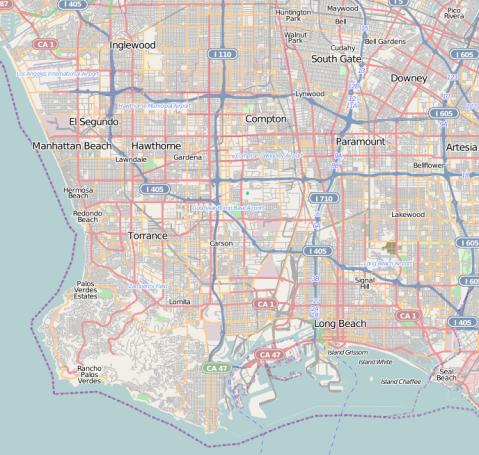 87
I 405
I 5
Maywood
Huntington
Park
Bell
Pico
Rivera
CA 1
Inglewood
I 110
Walnut
Park
Cudahy
Bell Gardens
I 605
South Gate
Los Angeles International Airport
Downey
Lynwood
Hawthorne Municipal Airport
I 605
El Segundo
Compton
Manhattan Beach
Hawthorne
Paramount
Artesia
Lawndale
Gardena
Bellflower
Hermosa
Beach
I 405
I 710
Redondo
Beach
Lakewood
Torrance
Carson
I 405
I 605
Long Beach Airport
Palos
Verdes
Estates
Zamperini Field
Signal
Hill
I 605
Lomita
CA 1
CA 1
I 405
Long Beach
Island Grissom
CA 47
CA 47
Island White
Rancho
Palos
Verdes
Seal
Beach
Island Chaffee